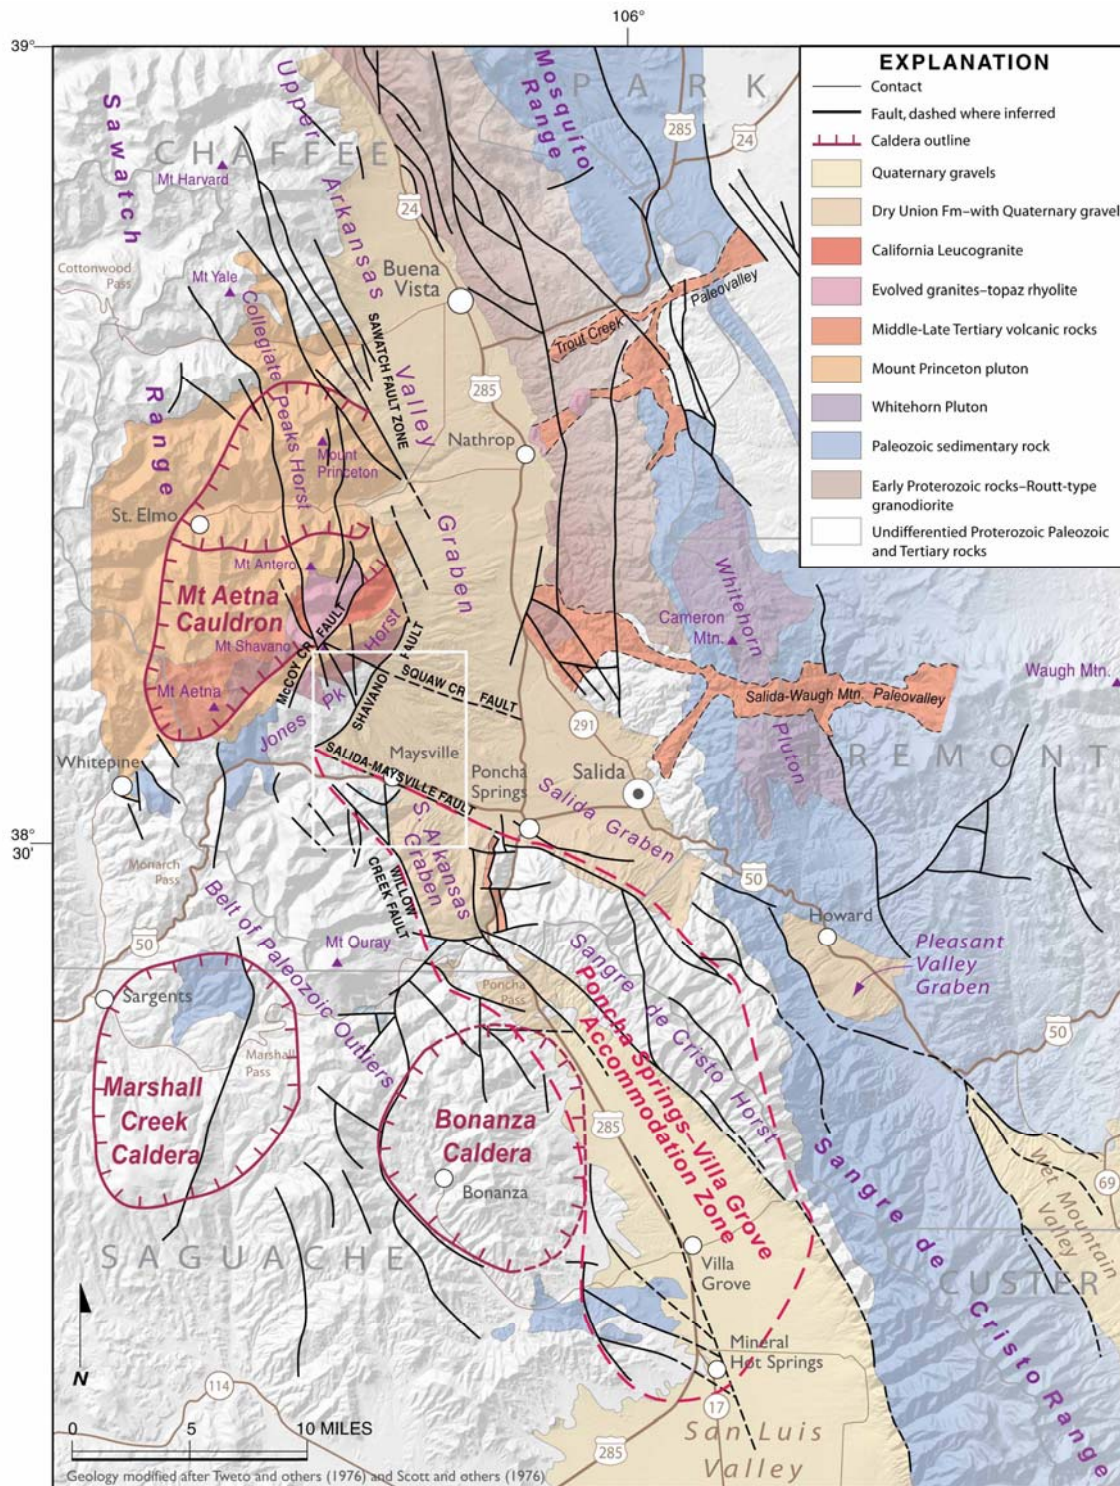 106°
39°
38°
30'
EXPLANATION
Contact
Fault, dashed where inferred
Caldera outline
Quaternary gravels
Dry Union Fm–with Quaternary gravel
California Leucogranite
Evolved granites–topaz rhyolite
Middle-Late Tertiary volcanic rocks
Mount Princeton pluton
Whitehorn Pluton
Paleozoic sedimentary rock
Early Proterozoic rocks–Routt-type
granodiorite
Undifferentied Proterozoic Paleozoic
and Tertiary rocks
Sawatch
Range
CHAFFEE
Mt Harvard
Upper
Arkansas
Valley
Graben
Mosquito
Range
PARK
285
24
24
Cottonwood
Pass
Mt Yale
Collegiate
Peaks Horst
Buena
Vista
SAWATCH FAULT ZONE
285
Trout Creek
Paleovalley
Nathrop
Mount
Princeton
St. Elmo
Mt Antero
Mt Aetna
Cauldron
Mt Shavano
Mt Aetna
McCOY CR FAULT
Jones Pk Horst
SHAVANO FAULT
SQUAW CR FAULT
Whitehorn
Pluton
Cameron
Mtn.
Waugh Mtn.
Salida-Waugh Mtn. Paleovalley
291
FREMONT
Whitepine
Maysville
SALIDA-MAYSVILLE FAULT
Poncha
Springs
Salida
Salida Graben
S. Arkansas
Graben
WILLOW
CREEK FAULT
Monarch
Pass
50
50
Howard
Pleasant
Valley
Graben
Belt of Paleozoic Outliers
Mt Ouray
Sargents
Poncha
Pass
Sangre de Cristo Horst
Poncha Springs–Villa Grove
Accommodation Zone
50
Marshall
Pass
Marshall
Creek
Caldera
Bonanza
Caldera
Bonanza
285
Sangre de Cristo Range
Wet Mountain
Valley
69
SAGUACHE
CUSTER
Villa
Grove
Mineral
Hot Springs
N
114
17
San Luis
Valley
285
0 5 10 MILES
Geology modified after Tweto and others (1976) and Scott and others (1976)